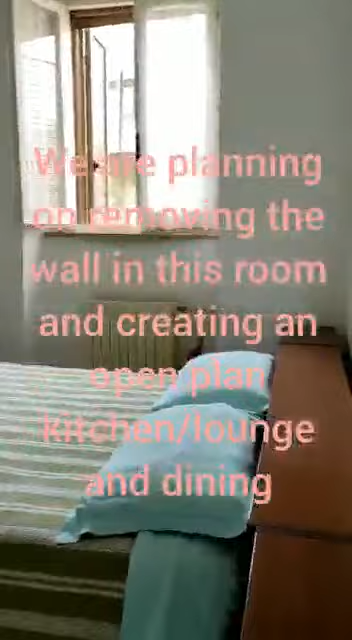 We are planning
on removing the
wall in this room
and creating an
open plan
kitchen/lounge
and dining